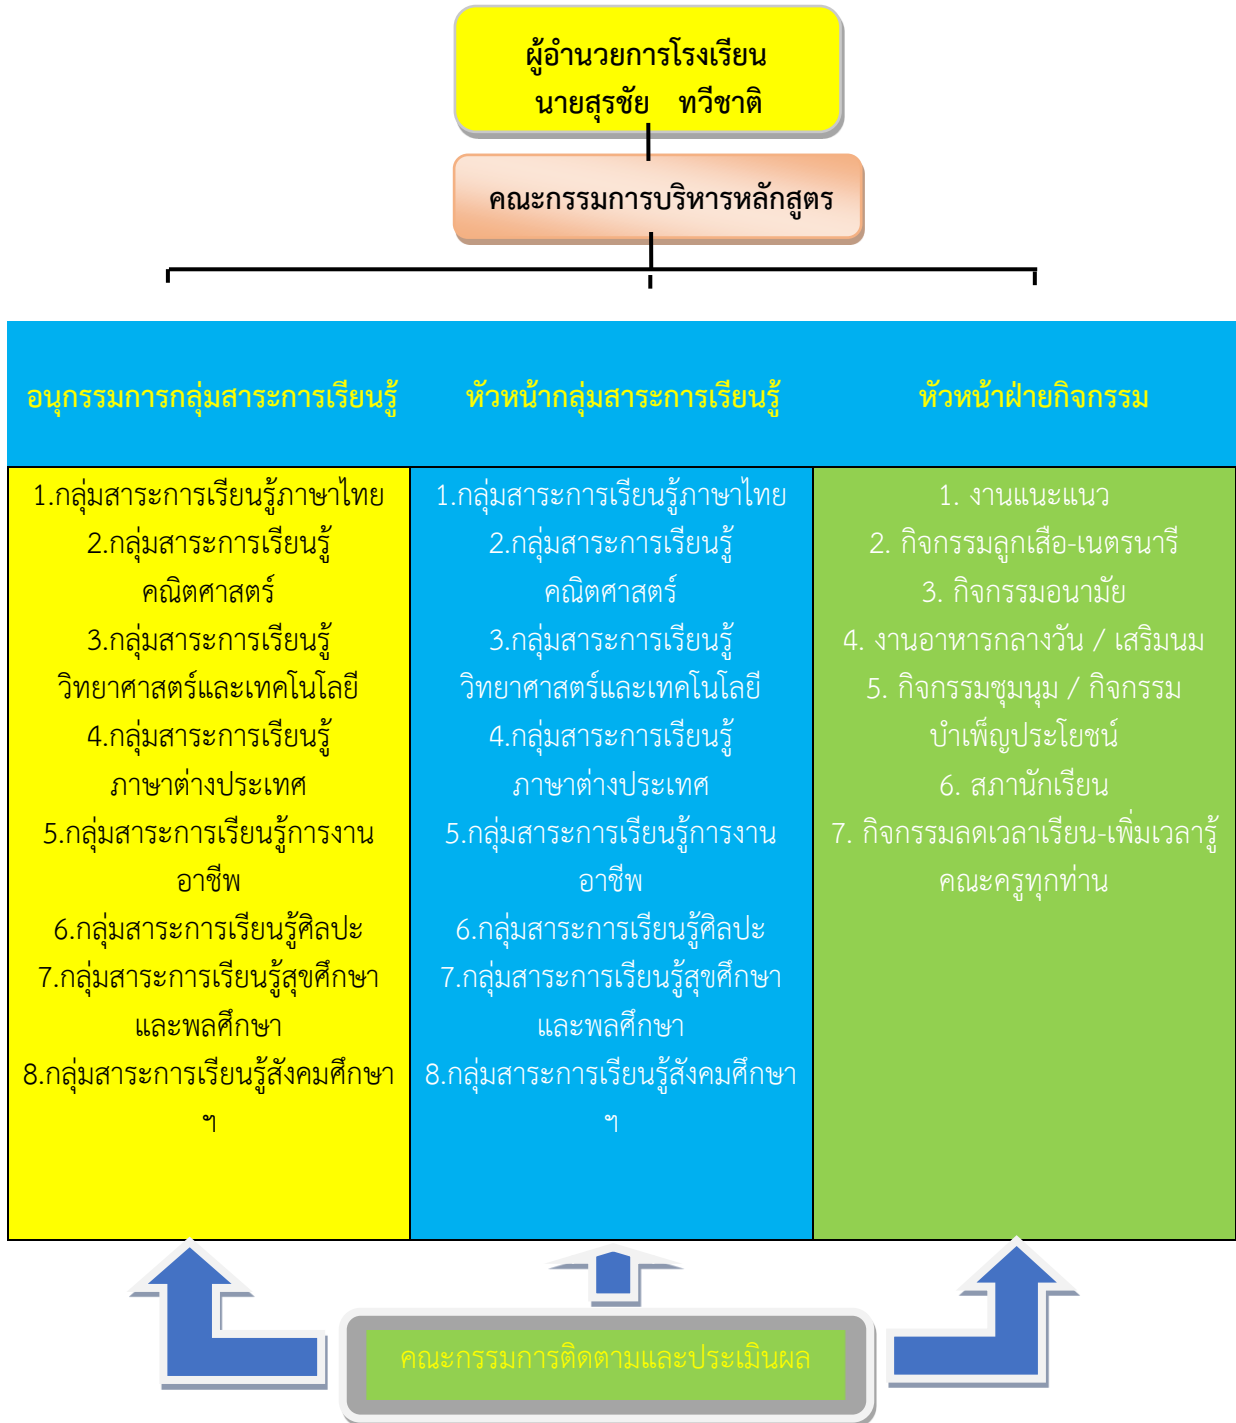 ผู้อำนวยการโรงเรียน
นายสุรชัย ทวีชาติ
คณะกรรมการบริหารหลักสูตร
อนุกรรมการกลุ่มสาระการเรียนรู้
หัวหน้ากลุ่มสาระการเรียนรู้
หัวหน้าฝ่ายกิจกรรม
1.กลุ่มสาระการเรียนรู้ภาษาไทย
2.กลุ่มสาระการเรียนรู้
คณิตศาสตร์
3.กลุ่มสาระการเรียนรู้
วิทยาศาสตร์และเทคโนโลยี
4.กลุ่มสาระการเรียนรู้
ภาษาต่างประเทศ
5.กลุ่มสาระการเรียนรู้การงาน
อาชีพ
6.กลุ่มสาระการเรียนรู้ศิลปะ
7.กลุ่มสาระการเรียนรู้สุขศึกษา
และพลศึกษา
8.กลุ่มสาระการเรียนรู้สังคมศึกษา
ฯ
1.กลุ่มสาระการเรียนรู้ภาษาไทย
2.กลุ่มสาระการเรียนรู้
คณิตศาสตร์
3.กลุ่มสาระการเรียนรู้
วิทยาศาสตร์และเทคโนโลยี
4.กลุ่มสาระการเรียนรู้
ภาษาต่างประเทศ
5.กลุ่มสาระการเรียนรู้การงาน
อาชีพ
6.กลุ่มสาระการเรียนรู้ศิลปะ
7.กลุ่มสาระการเรียนรู้สุขศึกษา
และพลศึกษา
8.กลุ่มสาระการเรียนรู้สังคมศึกษา
ฯ
1. งานแนะแนว
2. กิจกรรมลูกเสือ-เนตรนารี
3. กิจกรรมอนามัย
4. งานอาหารกลางวัน / เสริมนม
5. กิจกรรมชุมนุม / กิจกรรม
บำเพ็ญประโยชน์
6. สภานักเรียน
7. กิจกรรมลดเวลาเรียน-เพิ่มเวลารู้
คณะครูทุกท่าน
คณะกรรมการติดตามและประเมินผล